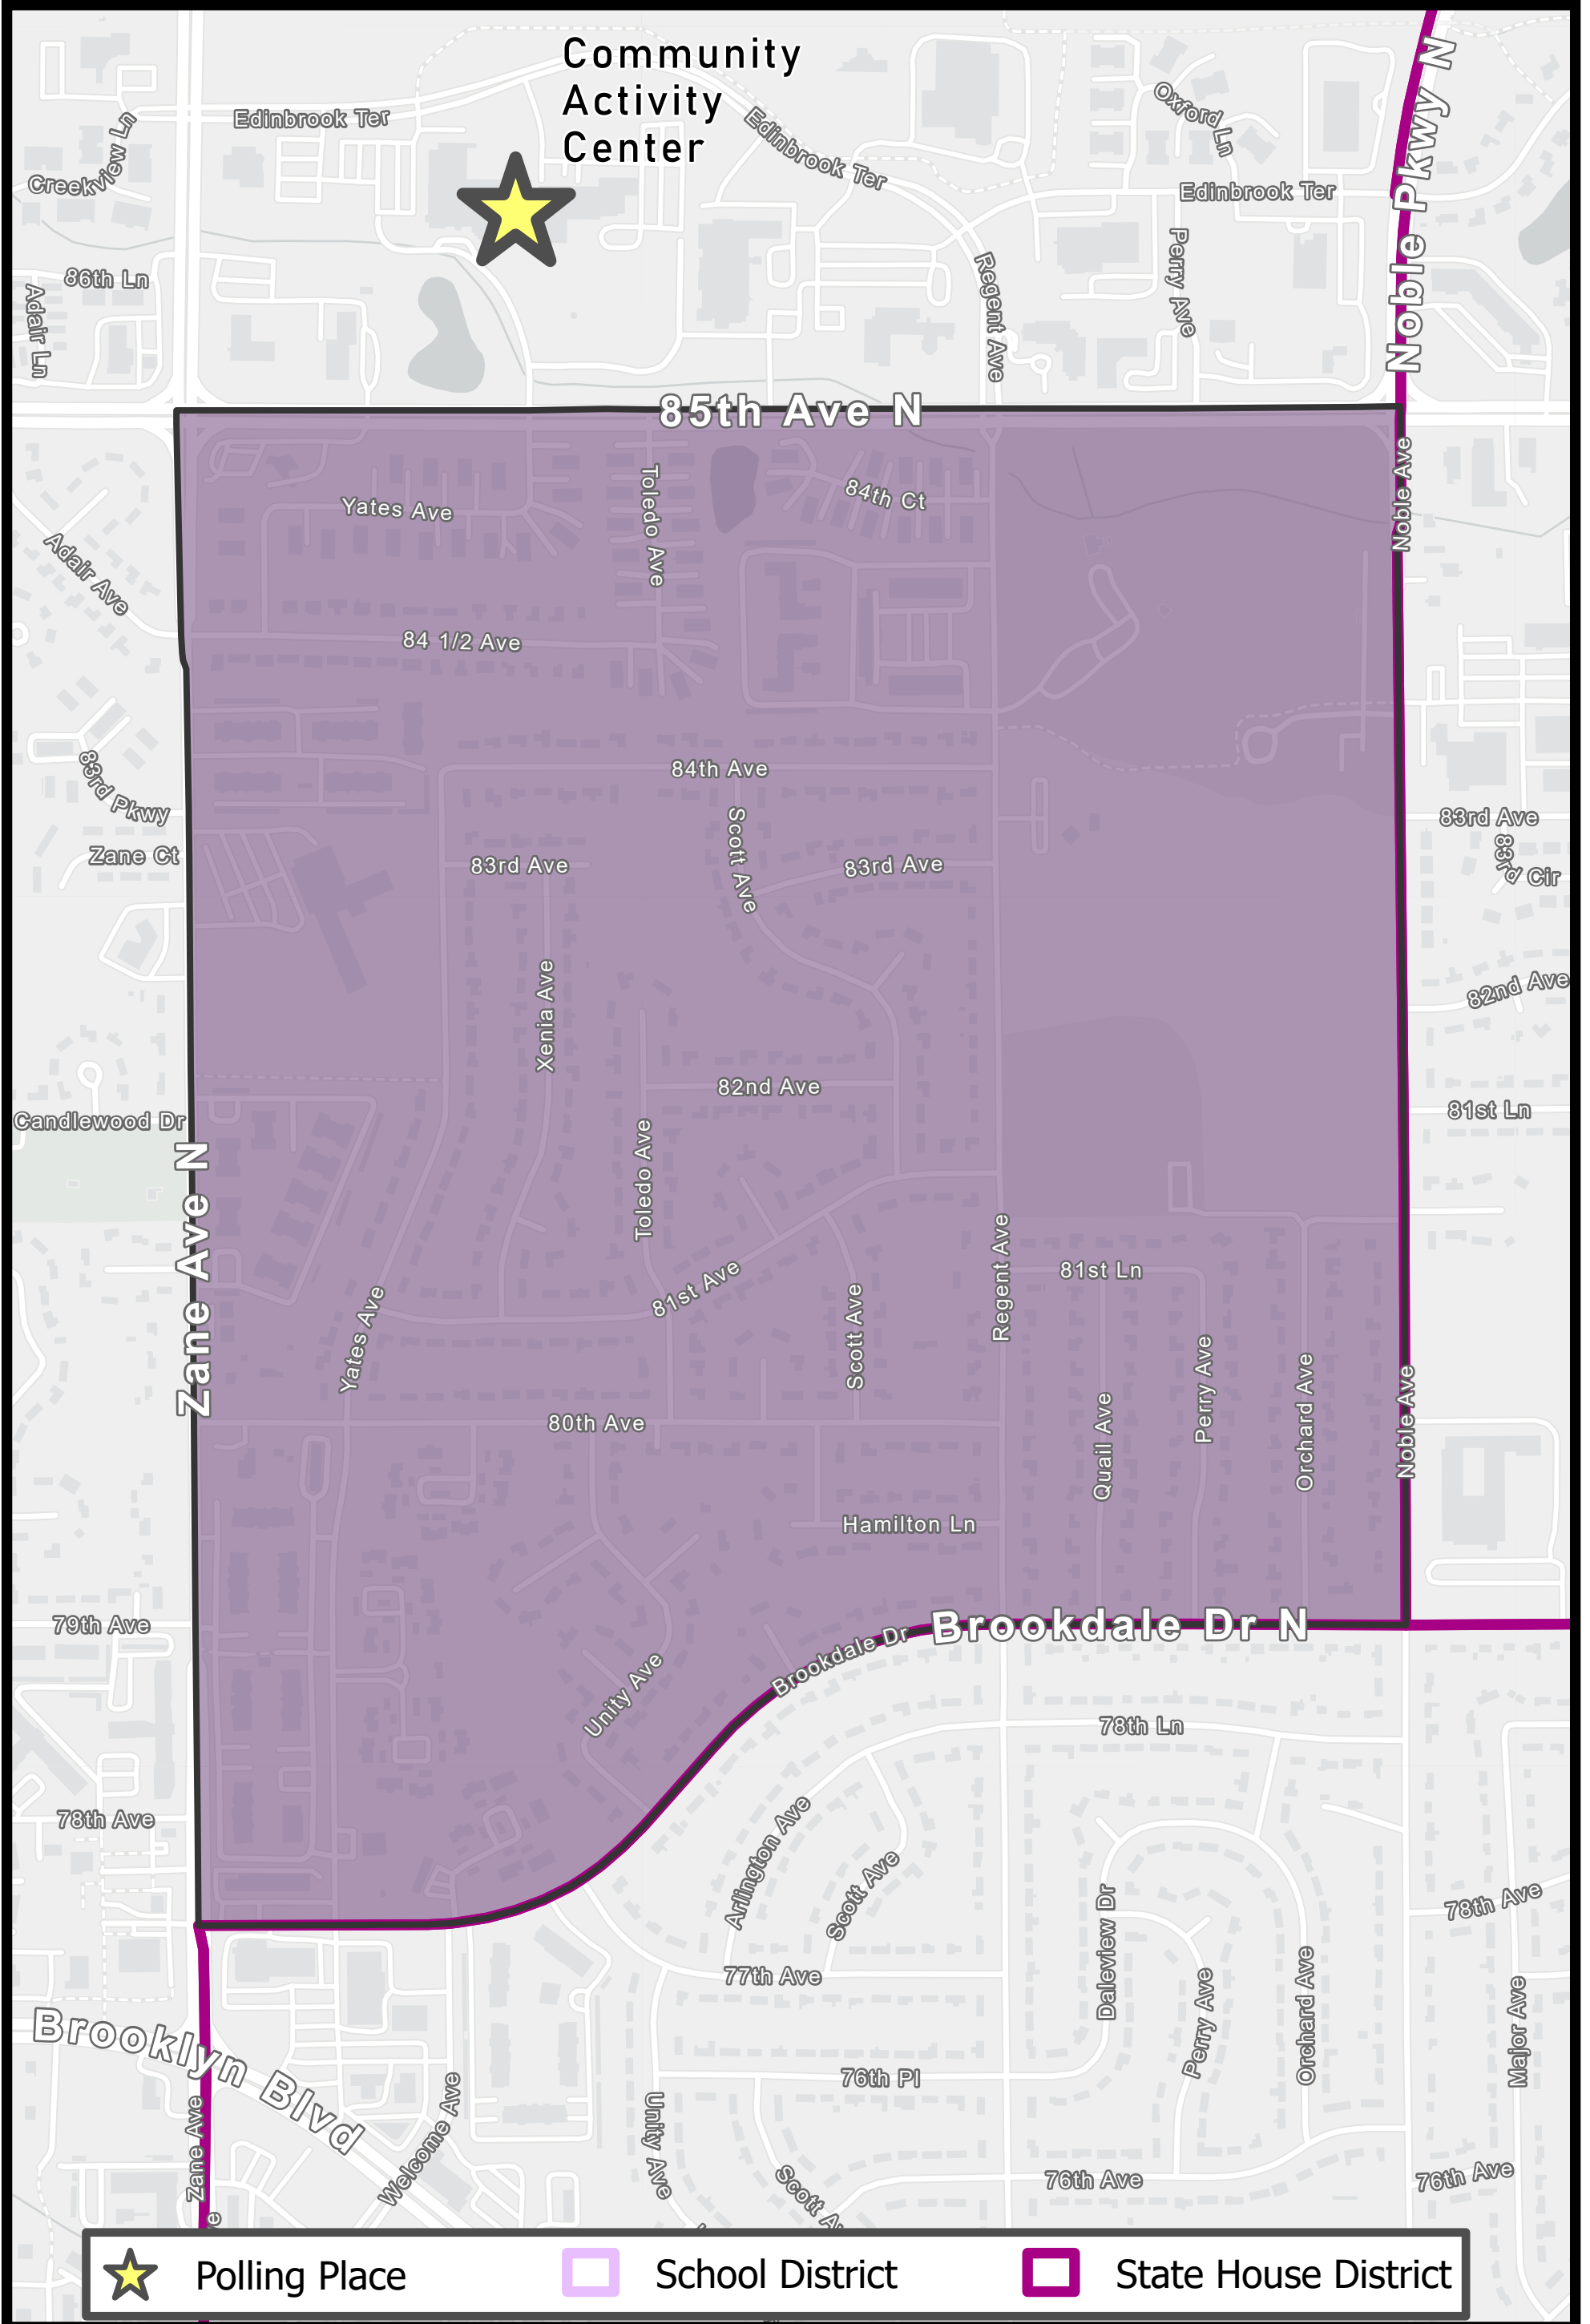 Community
Activity
Center
Noble Pkwy N
Edinbrook Ter
Edinbrook Ter
Oxford Ln
Creekview Ln
Edinbrook Ter
86th Ln
Adair Ln
Regent Ave
Perry Ave
85th Ave N
Noble Ave
Yates Ave
Toledo Ave
84th Ct
Adair Ave
84 1/2 Ave
83rd Pkwy
84th Ave
Zane Ct
83rd Ave
Scott Ave
83rd Ave
83rd Ave
83rd Cir
Xenia Ave
82nd Ave
82nd Ave
Candlewood Dr
81st Ln
Zane Ave N
Toledo Ave
81st Ave
Yates Ave
Scott Ave
Regent Ave
81st Ln
Quail Ave
Perry Ave
Orchard Ave
Noble Ave
80th Ave
Hamilton Ln
79th Ave
Unity Ave
Brookdale Dr
Brookdale Dr N
78th Ln
78th Ave
Arlington Ave
Scott Ave
78th Ave
77th Ave
Daleview Dr
Perry Ave
Orchard Ave
Major Ave
Brooklyn Blvd
Zane Ave
Welcome Ave
Unity Ave
76th Pl
Scott A
76th Ave
76th Ave
Polling Place
School District
State House District